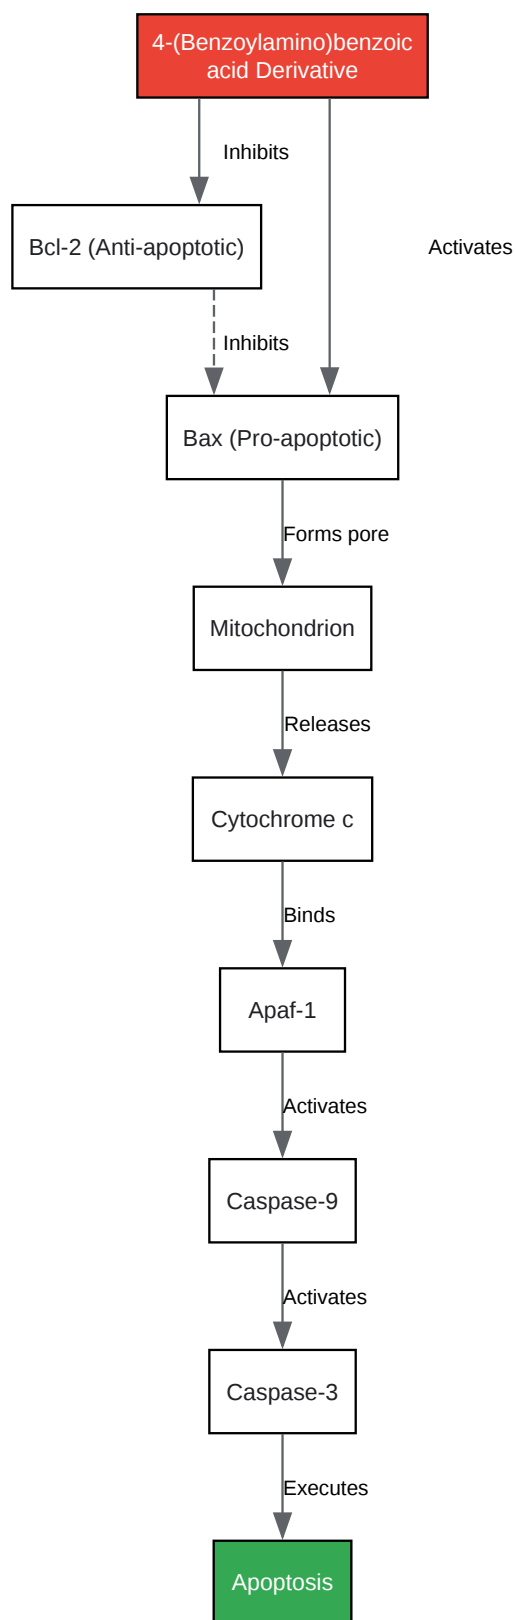 4-(Benzoylamino)benzoic
acid Derivative
Inhibits
Bcl-2 (Anti-apoptotic)
Activates
Inhibits
Bax (Pro-apoptotic)
Forms pore
Mitochondrion
Releases
Cytochrome c
Binds
Apaf-1
Activates
Caspase-9
Activates
Caspase-3
Executes
Apoptosis